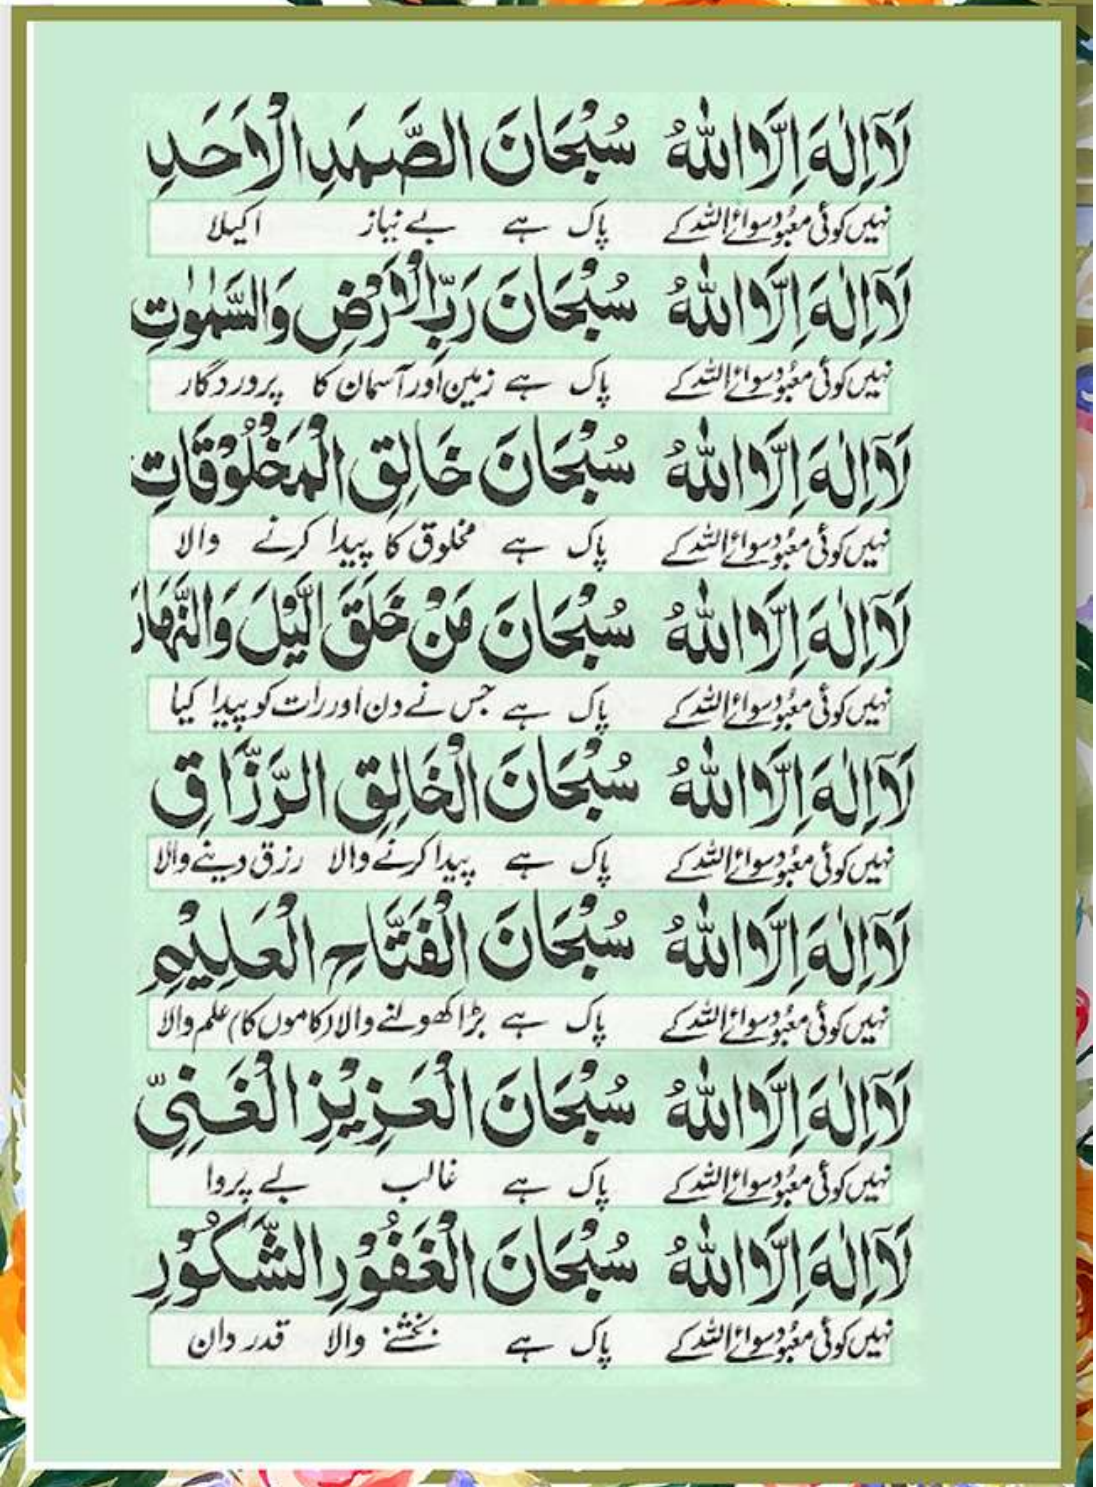 لَاۤ اِلٰهَ اِلَّا اللّٰهُ سُبْحَانَ الصَّمَدِ الْاَحَدِ
نہیں کوئی معبود سوائے اللہ کے پاک ہے بے نیاز اکیلا
لَاۤ اِلٰهَ اِلَّا اللّٰهُ سُبْحَانَ رَبِّ الْاَرْضِ وَالسَّمٰوٰتِ
نہیں کوئی معبود سوائے اللہ کے پاک ہے زمین اور آسمان کا پروردگار
لَاۤ اِلٰهَ اِلَّا اللّٰهُ سُبْحَانَ خَالِقِ الْمَخْلُوْقَاتِ
نہیں کوئی معبود سوائے اللہ کے پاک ہے مخلوق کا پیدا کرنے والا
لَاۤ اِلٰهَ اِلَّا اللّٰهُ سُبْحَانَ مَنْ خَلَقَ الَّيْلَ وَالنَّهَارَ
نہیں کوئی معبود سوائے اللہ کے پاک ہے جس نے دن اور رات کو پیدا کیا
لَاۤ اِلٰهَ اِلَّا اللّٰهُ سُبْحَانَ الْخَالِقِ الرَّزَّاقِ
نہیں کوئی معبود سوائے اللہ کے پاک ہے پیدا کرنے والا رزق دینے والا
لَاۤ اِلٰهَ اِلَّا اللّٰهُ سُبْحَانَ الْفَتَّاحِ الْعَلِيْمِ
نہیں کوئی معبود سوائے اللہ کے پاک ہے بڑا کھولنے والا (کاموں کا) علم والا
لَاۤ اِلٰهَ اِلَّا اللّٰهُ سُبْحَانَ الْعَزِيْزِ الْغَنِيِّ
نہیں کوئی معبود سوائے اللہ کے پاک ہے غالب بے پروا
لَاۤ اِلٰهَ اِلَّا اللّٰهُ سُبْحَانَ الْغَفُوْرِ الشَّكُوْرِ
نہیں کوئی معبود سوائے اللہ کے پاک ہے بخشنے والا قدر دان